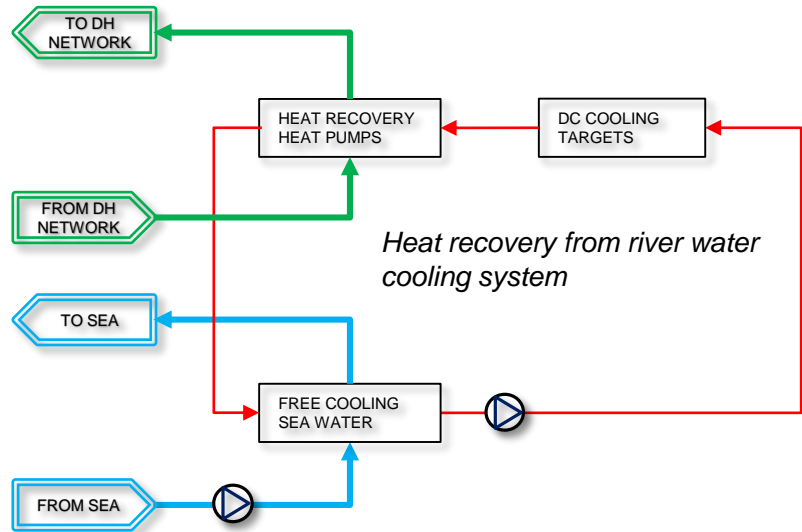 TO DH
NETWORK
HEAT RECOVERY
HEAT PUMPS
DC COOLING
TARGETS
FROM DH
NETWORK
Heat recovery from river water
cooling system
TO SEA
FREE COOLING
SEA WATER
FROM SEA